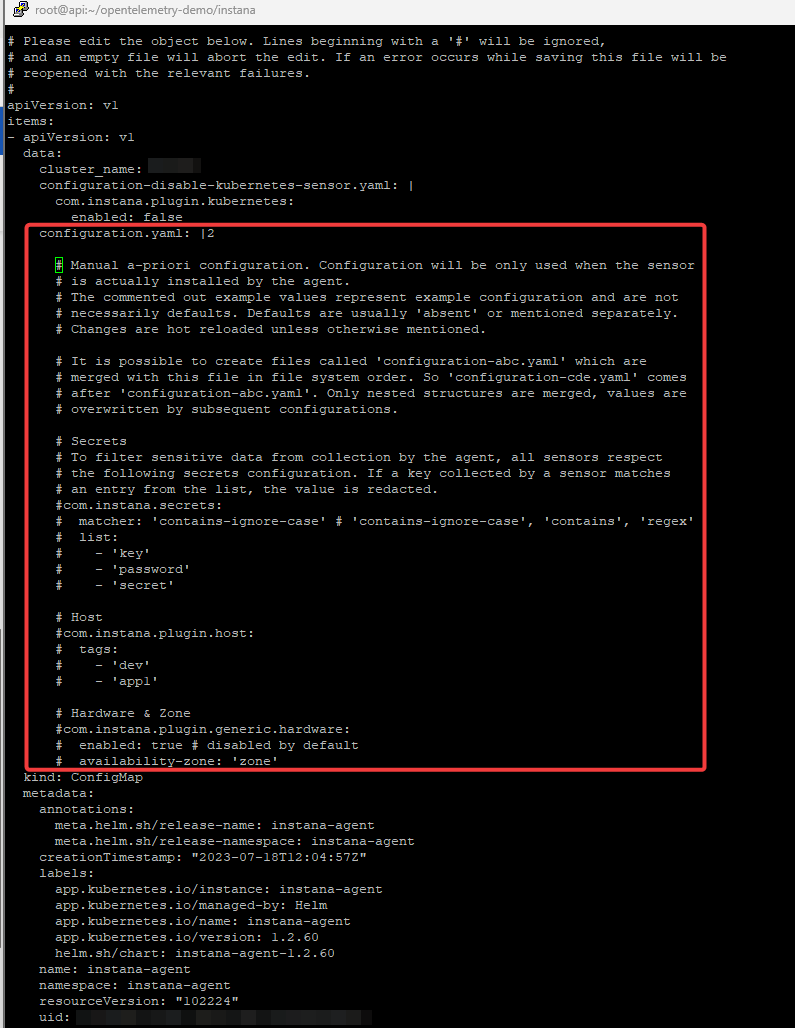 root@api:~/opentelemetry-demo/instana
# Please edit the object below. Lines beginning with a '#' will be ignored,
# and an empty file will abort the edit. If an error occurs while saving this file will be
# reopened with the relevant failures.
#
apiVersion: v1
items:
- apiVersion: v1
  data:
    cluster_name:
    configuration-disable-kubernetes-sensor.yaml: |
      com.instana.plugin.kubernetes:
        enabled: false
    configuration.yaml: |2

      # Manual a-priori configuration. Configuration will be only used when the sensor
      # is actually installed by the agent.
      # The commented out example values represent example configuration and are not
      # necessarily defaults. Defaults are usually 'absent' or mentioned separately.
      # Changes are hot reloaded unless otherwise mentioned.

      # It is possible to create files called 'configuration-abc.yaml' which are
      # merged with this file in file system order. So 'configuration-cde.yaml' comes
      # after 'configuration-abc.yaml'. Only nested structures are merged, values are
      # overwritten by subsequent configurations.

      # Secrets
      # To filter sensitive data from collection by the agent, all sensors respect
      # the following secrets configuration. If a key collected by a sensor matches
      # an entry from the list, the value is redacted.
      #com.instana.secrets:
      #  matcher: 'contains-ignore-case' # 'contains-ignore-case', 'contains', 'regex'
      #  list:
      #    - 'key'
      #    - 'password'
      #    - 'secret'

      # Host
      #com.instana.plugin.host:
      #  tags:
      #    - 'dev'
      #    - 'app1'

      # Hardware & Zone
      #com.instana.plugin.generic.hardware:
      #  enabled: true # disabled by default
      #  availability-zone: 'zone'
  kind: ConfigMap
  metadata:
    annotations:
      meta.helm.sh/release-name: instana-agent
      meta.helm.sh/release-namespace: instana-agent
    creationTimestamp: "2023-07-18T12:04:57Z"
    labels:
      app.kubernetes.io/instance: instana-agent
      app.kubernetes.io/managed-by: Helm
      app.kubernetes.io/name: instana-agent
      app.kubernetes.io/version: 1.2.60
      helm.sh/chart: instana-agent-1.2.60
    name: instana-agent
    namespace: instana-agent
    resourceVersion: "102224"
    uid: